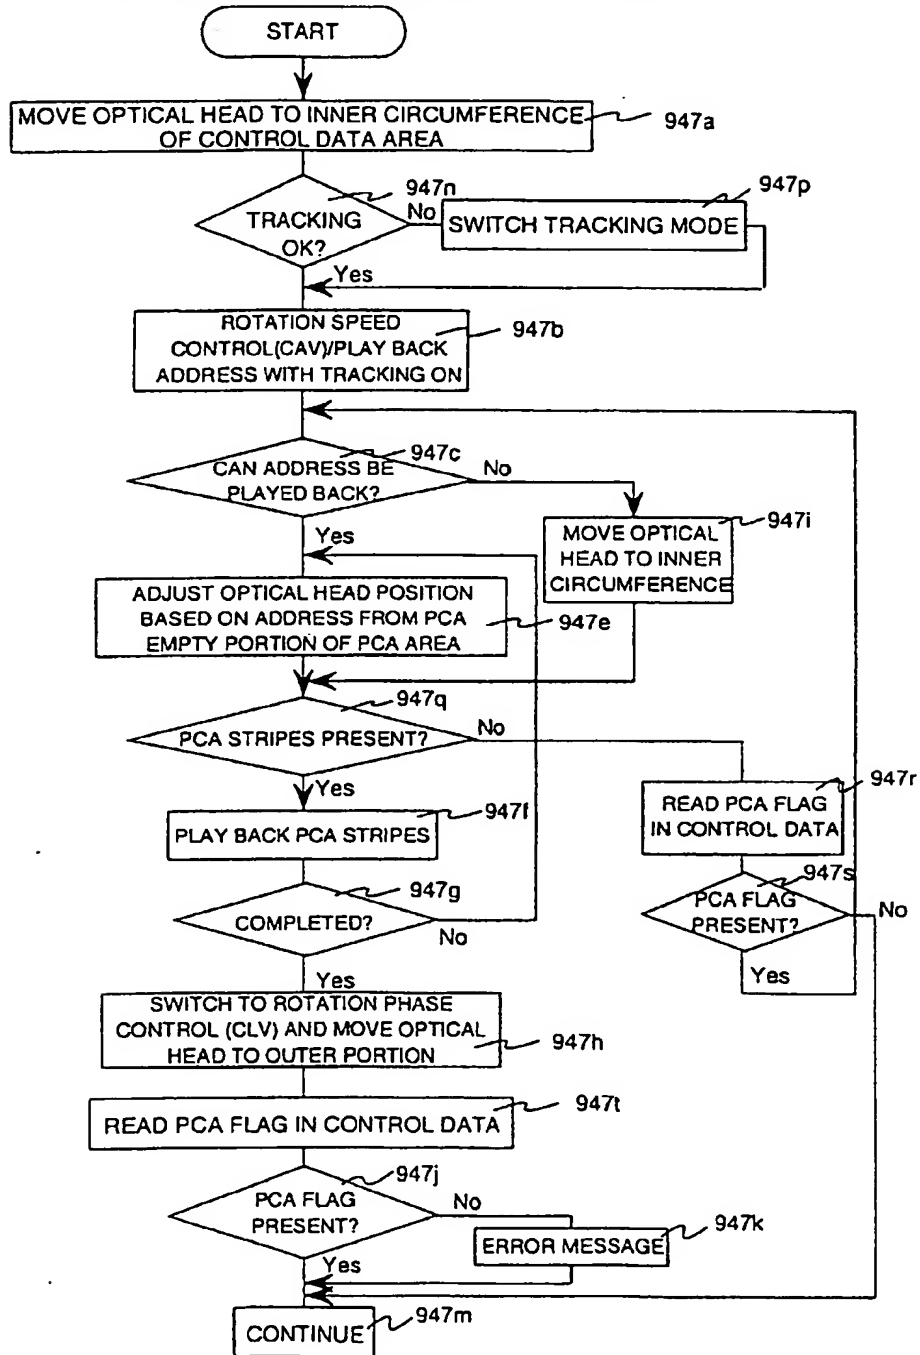 START
MOVE OPTICAL HEAD TO INNER CIRCUMFERENCE
OF CONTROL DATA AREA
947a
947n
TRACKING
OK?
No
947p
SWITCH TRACKING MODE
Yes
ROTATION SPEED
CONTROL(CAV)/PLAY BACK
ADDRESS WITH TRACKING ON
947b
947c
CAN ADDRESS BE
PLAYED BACK?
No
Yes
947i
MOVE OPTICAL
HEAD TO INNER
CIRCUMFERENCE
ADJUST OPTICAL HEAD POSITION
BASED ON ADDRESS FROM PCA
EMPTY PORTION OF PCA AREA
947e
947q
PCA STRIPES PRESENT?
No
Yes
947r
READ PCA FLAG
IN CONTROL DATA
947f
PLAY BACK PCA STRIPES
947s
PCA FLAG
PRESENT?
No
Yes
947g
COMPLETED?
No
Yes
SWITCH TO ROTATION PHASE
CONTROL (CLV) AND MOVE OPTICAL
HEAD TO OUTER PORTION
947h
947t
READ PCA FLAG IN CONTROL DATA
947j
PCA FLAG
PRESENT?
No
947k
ERROR MESSAGE
Yes
947m
CONTINUE